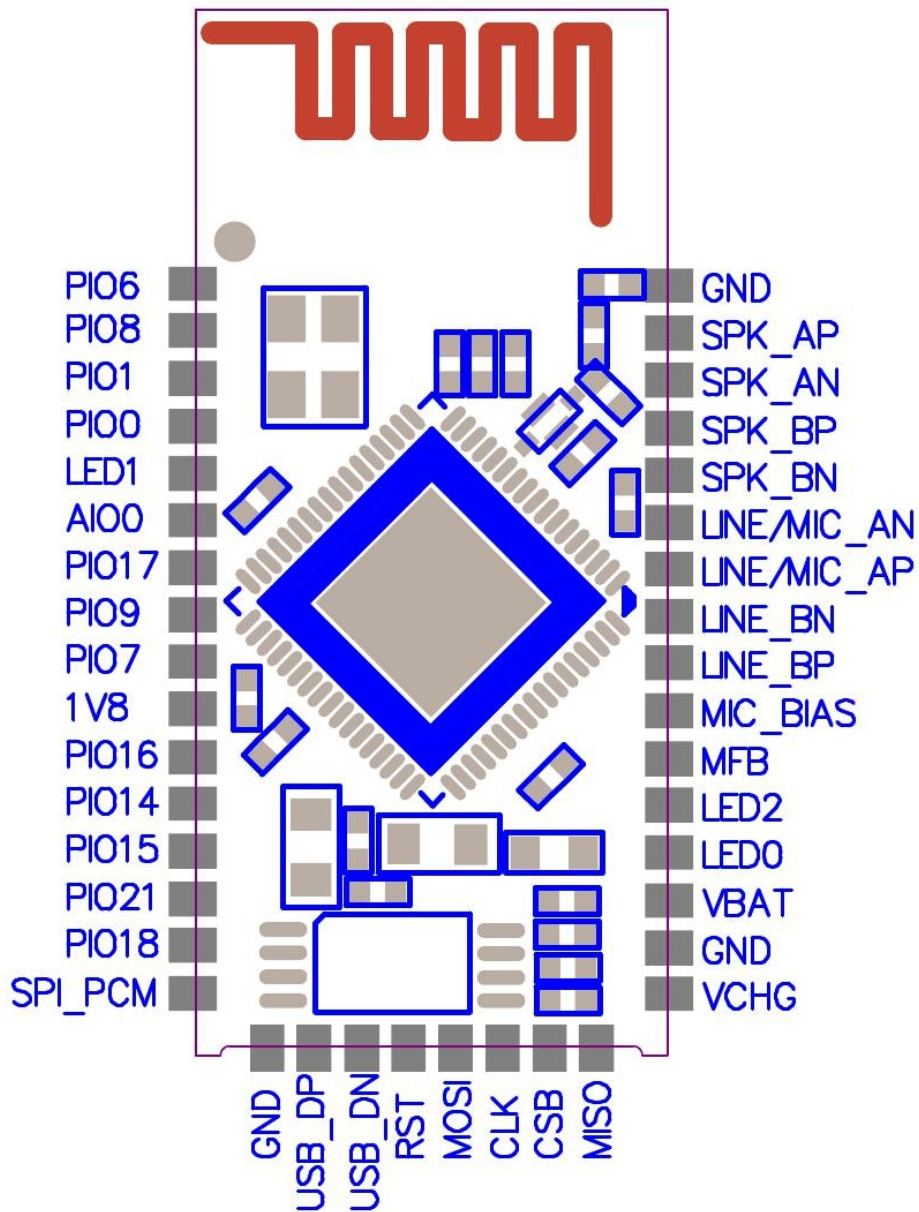 PIO6
PIO8
PIO1
PIO0
LED1
AIO0
PIO17
PIO9
PIO7
1V8
PIO16
PIO14
PIO15
PIO21
PIO18
SPI_PCM
GND
USB_DP
USB_DN
RST
MOSI
CLK
CSB
MISO
GND
SPK_AP
SPK_AN
SPK_BP
SPK_BN
LINE/MIC_AN
LINE/MIC_AP
LINE_BN
LINE_BP
MIC_BIAS
MFB
LED2
LED0
VBAT
GND
VCHG